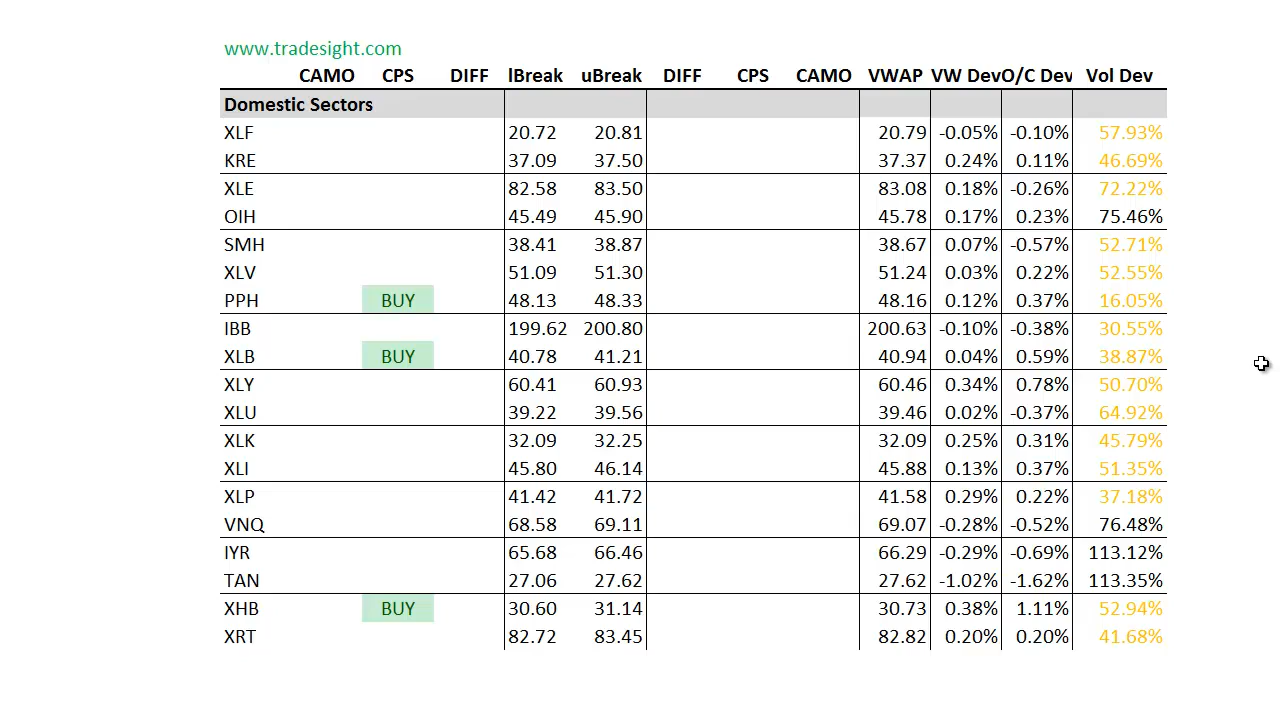 www.tradesight.com
CAMO CPS DIFF lBreak uBreak DIFF CPS CAMO VWAP VW Dev O/C Dev Vol Dev
Domestic Sectors
XLF 20.72 20.81 20.79 -0.05% -0.10% 57.93%
KRE 37.09 37.50 37.37 0.24% 0.11% 46.69%
XLE 82.58 83.50 83.08 0.18% -0.26% 72.22%
OIH 45.49 45.90 45.78 0.17% 0.23% 75.46%
SMH 38.41 38.87 38.67 0.07% -0.57% 52.71%
XLV 51.09 51.30 51.24 0.03% 0.22% 52.55%
PPH BUY 48.13 48.33 48.16 0.12% 0.37% 16.05%
IBB 199.62 200.80 200.63 -0.10% -0.38% 30.55%
XLB BUY 40.78 41.21 40.94 0.04% 0.59% 38.87%
XLY 60.41 60.93 60.46 0.34% 0.78% 50.70%
XLU 39.22 39.56 39.46 0.02% -0.37% 64.92%
XLK 32.09 32.25 32.09 0.25% 0.31% 45.79%
XLI 45.80 46.14 45.88 0.13% 0.37% 51.35%
XLP 41.42 41.72 41.58 0.29% 0.22% 37.18%
VNQ 68.58 69.11 69.07 -0.28% -0.52% 76.48%
IYR 65.68 66.46 66.29 -0.29% -0.69% 113.12%
TAN 27.06 27.62 27.62 -1.02% -1.62% 113.35%
XHB BUY 30.60 31.14 30.73 0.38% 1.11% 52.94%
XRT 82.72 83.45 82.82 0.20% 0.20% 41.68%